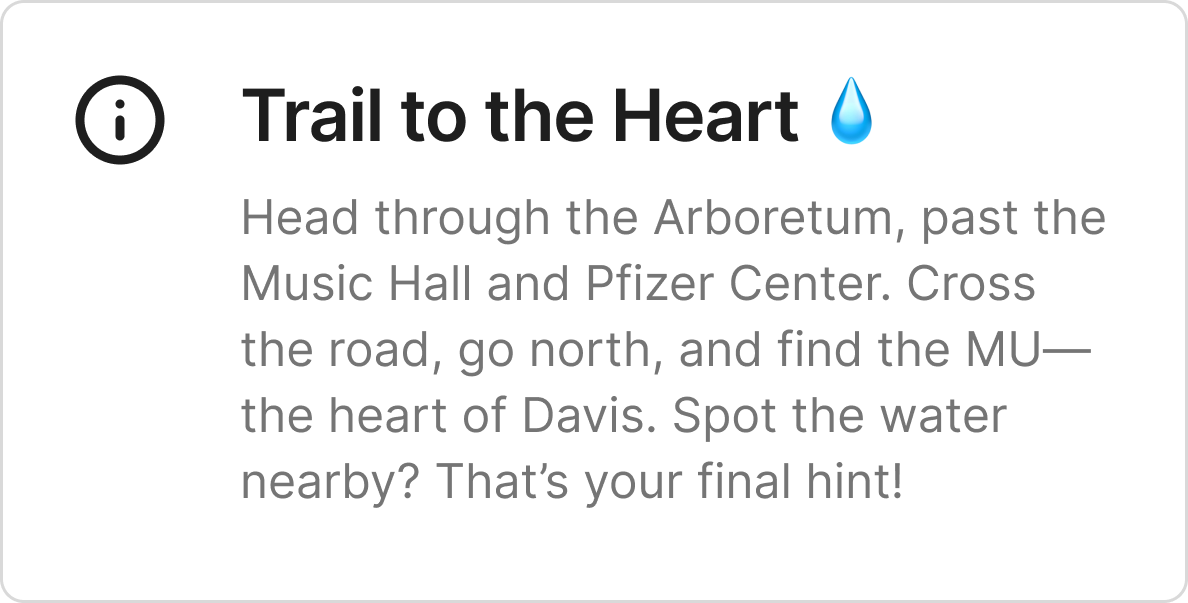 Trail to the Heart 💧
Head through the Arboretum, past the
Music Hall and Pfizer Center. Cross
the road, go north, and find the MU—
the heart of Davis. Spot the water
nearby? That’s your final hint!